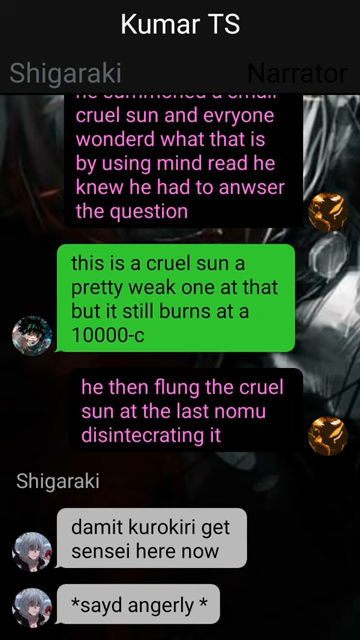 Kumar TS
Shigaraki
Narrator
he summoned a small
cruel sun and evryone
wonderd what that is
by using mind read he
knew he had to anwser
the question
this is a cruel sun a
pretty weak one at that
but it still burns at a
10000-c
he then flung the cruel
sun at the last nomu
disintecrating it
Shigaraki
damit kurokiri get
sensei here now
*sayd angerly *